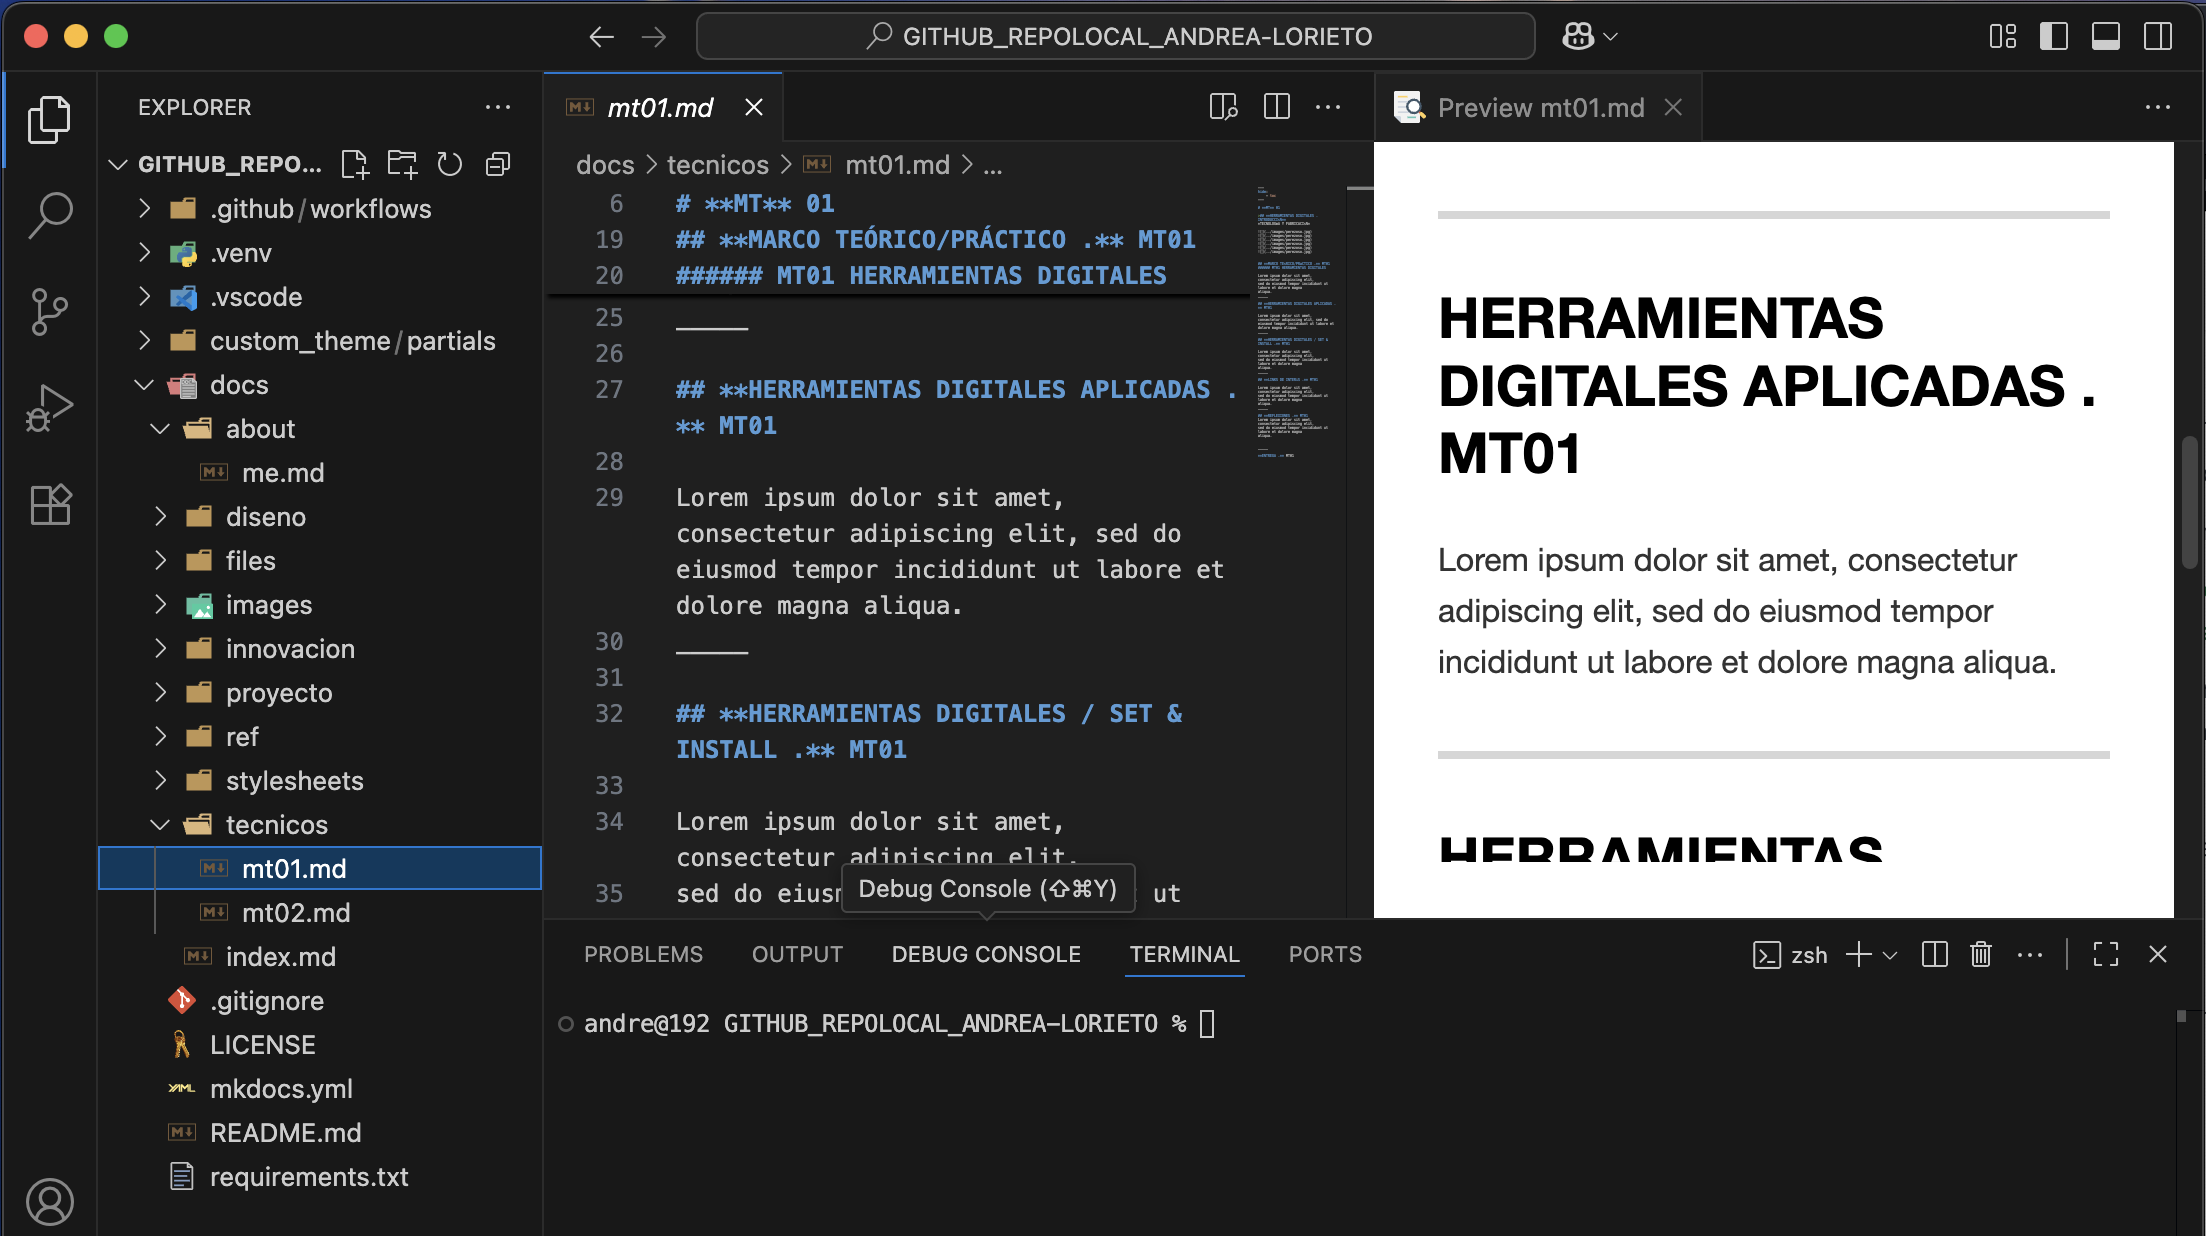 GITHUB_REPOLOCAL_ANDREA-LORIETO
EXPLORER
GITHUB_REPO...
.github/workflows
.venv
.vscode
custom_theme/partials
docs
about
me.md
diseno
files
images
innovacion
proyecto
ref
stylesheets
tecnicos
mt01.md
mt02.md
index.md
.gitignore
LICENSE
mkdocs.yml
README.md
requirements.txt
mt01.md
docs > tecnicos > mt01.md > ...
6 # **MT** 01
19 ## **MARCO TEÓRICO/PRÁCTICO .** MT01
20 ###### MT01 HERRAMIENTAS DIGITALES
25 _____
26
27 ## **HERRAMIENTAS DIGITALES APLICADAS .
** MT01
28
29 Lorem ipsum dolor sit amet,
consectetur adipiscing elit, sed do
eiusmod tempor incididunt ut labore et
dolore magna aliqua.
30 _____
31
32 ## **HERRAMIENTAS DIGITALES / SET &
INSTALL .** MT01
33
34 Lorem ipsum dolor sit amet,
consectetur adipiscing elit,
35 sed do eiusm ut
Debug Console (⇧⌘Y)
Preview mt01.md
HERRAMIENTAS
DIGITALES APLICADAS .
MT01
Lorem ipsum dolor sit amet, consectetur
adipiscing elit, sed do eiusmod tempor
incididunt ut labore et dolore magna aliqua.
HERRAMIENTAS
PROBLEMS OUTPUT DEBUG CONSOLE TERMINAL PORTS
zsh
andre@192 GITHUB_REPOLOCAL_ANDREA-LORIETO %